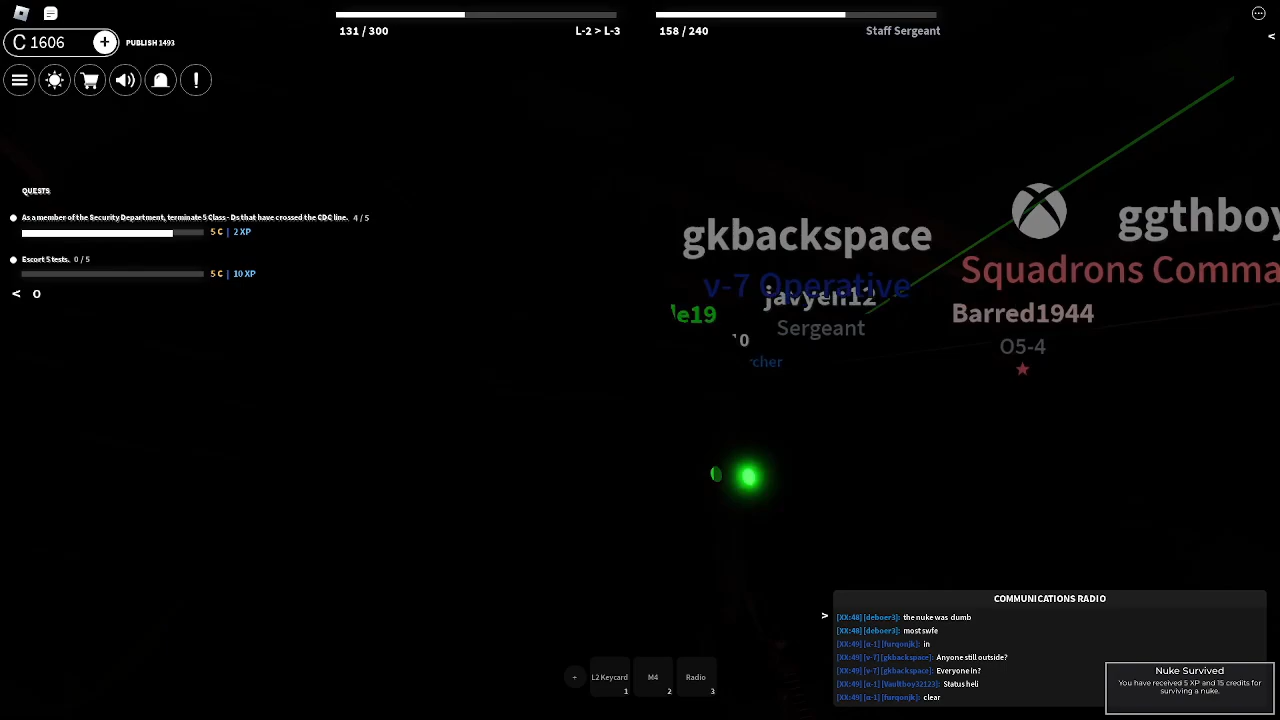 131 / 300
L-2 > L-3
158 / 240
Staff Sergeant
C 1606
+
PUBLISH 1493
<
QUESTS
As a member of the Security Department, terminate 5 Class - Ds that have crossed the CDC line. 4 / 5
5 C | 2 XP
Escort 5 tests. 0 / 5
5 C | 10 XP
< O
gkbackspace
v-7 Operative
ggthboy
Squadrons Comma
javyen12
Sergeant
le19
0
rcher
Barred1944
O5-4
COMMUNICATIONS RADIO
>
[XX:48] [deboer3]: the nuke was dumb
[XX:48] [deboer3]: most swfe
[XX:49] [α-1] [furqonjk]: in
[XX:49] [v-7] [gkbackspace]: Anyone still outside?
[XX:49] [v-7] [gkbackspace]: Everyone in?
[XX:49] [α-1] [Vaultboy32123]: Status heli
[XX:49] [α-1] [furqonjk]: clear
Nuke Survived
You have received 5 XP and 15 credits for
surviving a nuke.
+
L2 Keycard
1
M4
2
Radio
3